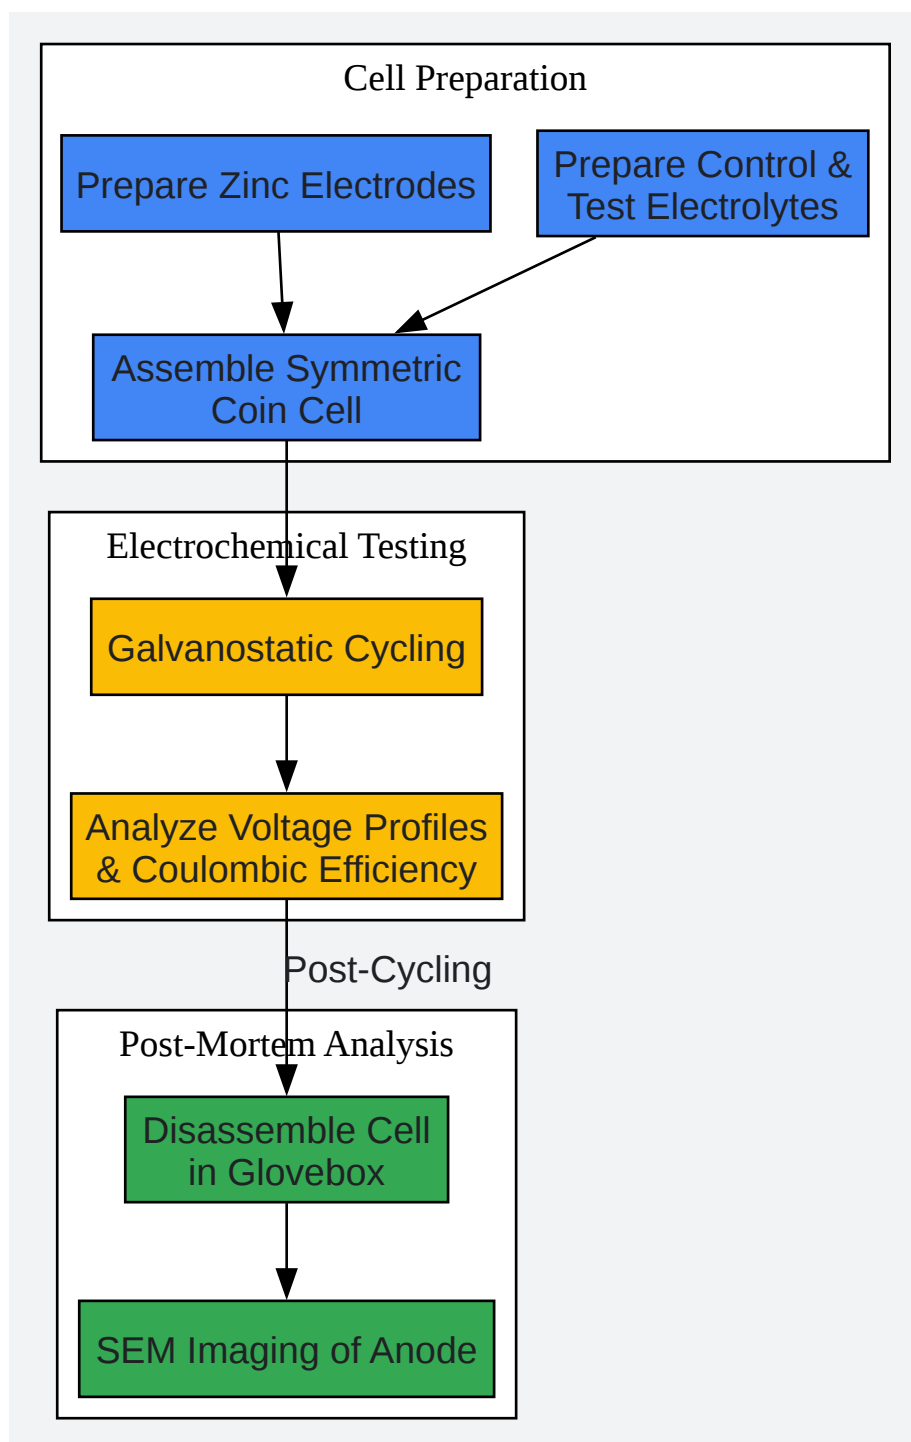 Cell Preparation
Prepare Zinc Electrodes
Prepare Control &
Test Electrolytes
Assemble Symmetric
Coin Cell
Electrochemical Testing
Galvanostatic Cycling
Analyze Voltage Profiles
& Coulombic Efficiency
Post-Cycling
Post-Mortem Analysis
Disassemble Cell
in Glovebox
SEM Imaging of Anode